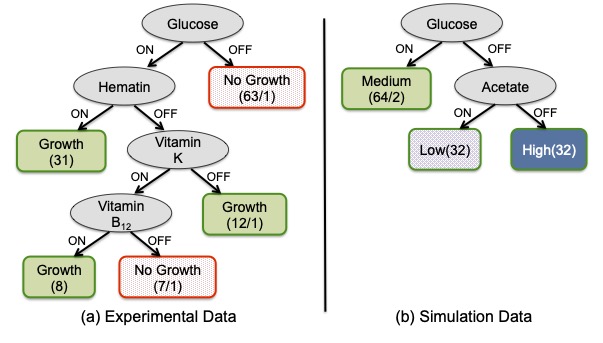 Glucose
ON
OFF
Hematin
No Growth
(63/1)
ON
OFF
Growth
(31)
Vitamin
K
ON
OFF
Vitamin
B12
Growth
(12/1)
ON
OFF
Growth
(8)
No Growth
(7/1)
(a) Experimental Data
Glucose
ON
OFF
Medium
(64/2)
Acetate
ON
OFF
Low(32)
High(32)
(b) Simulation Data